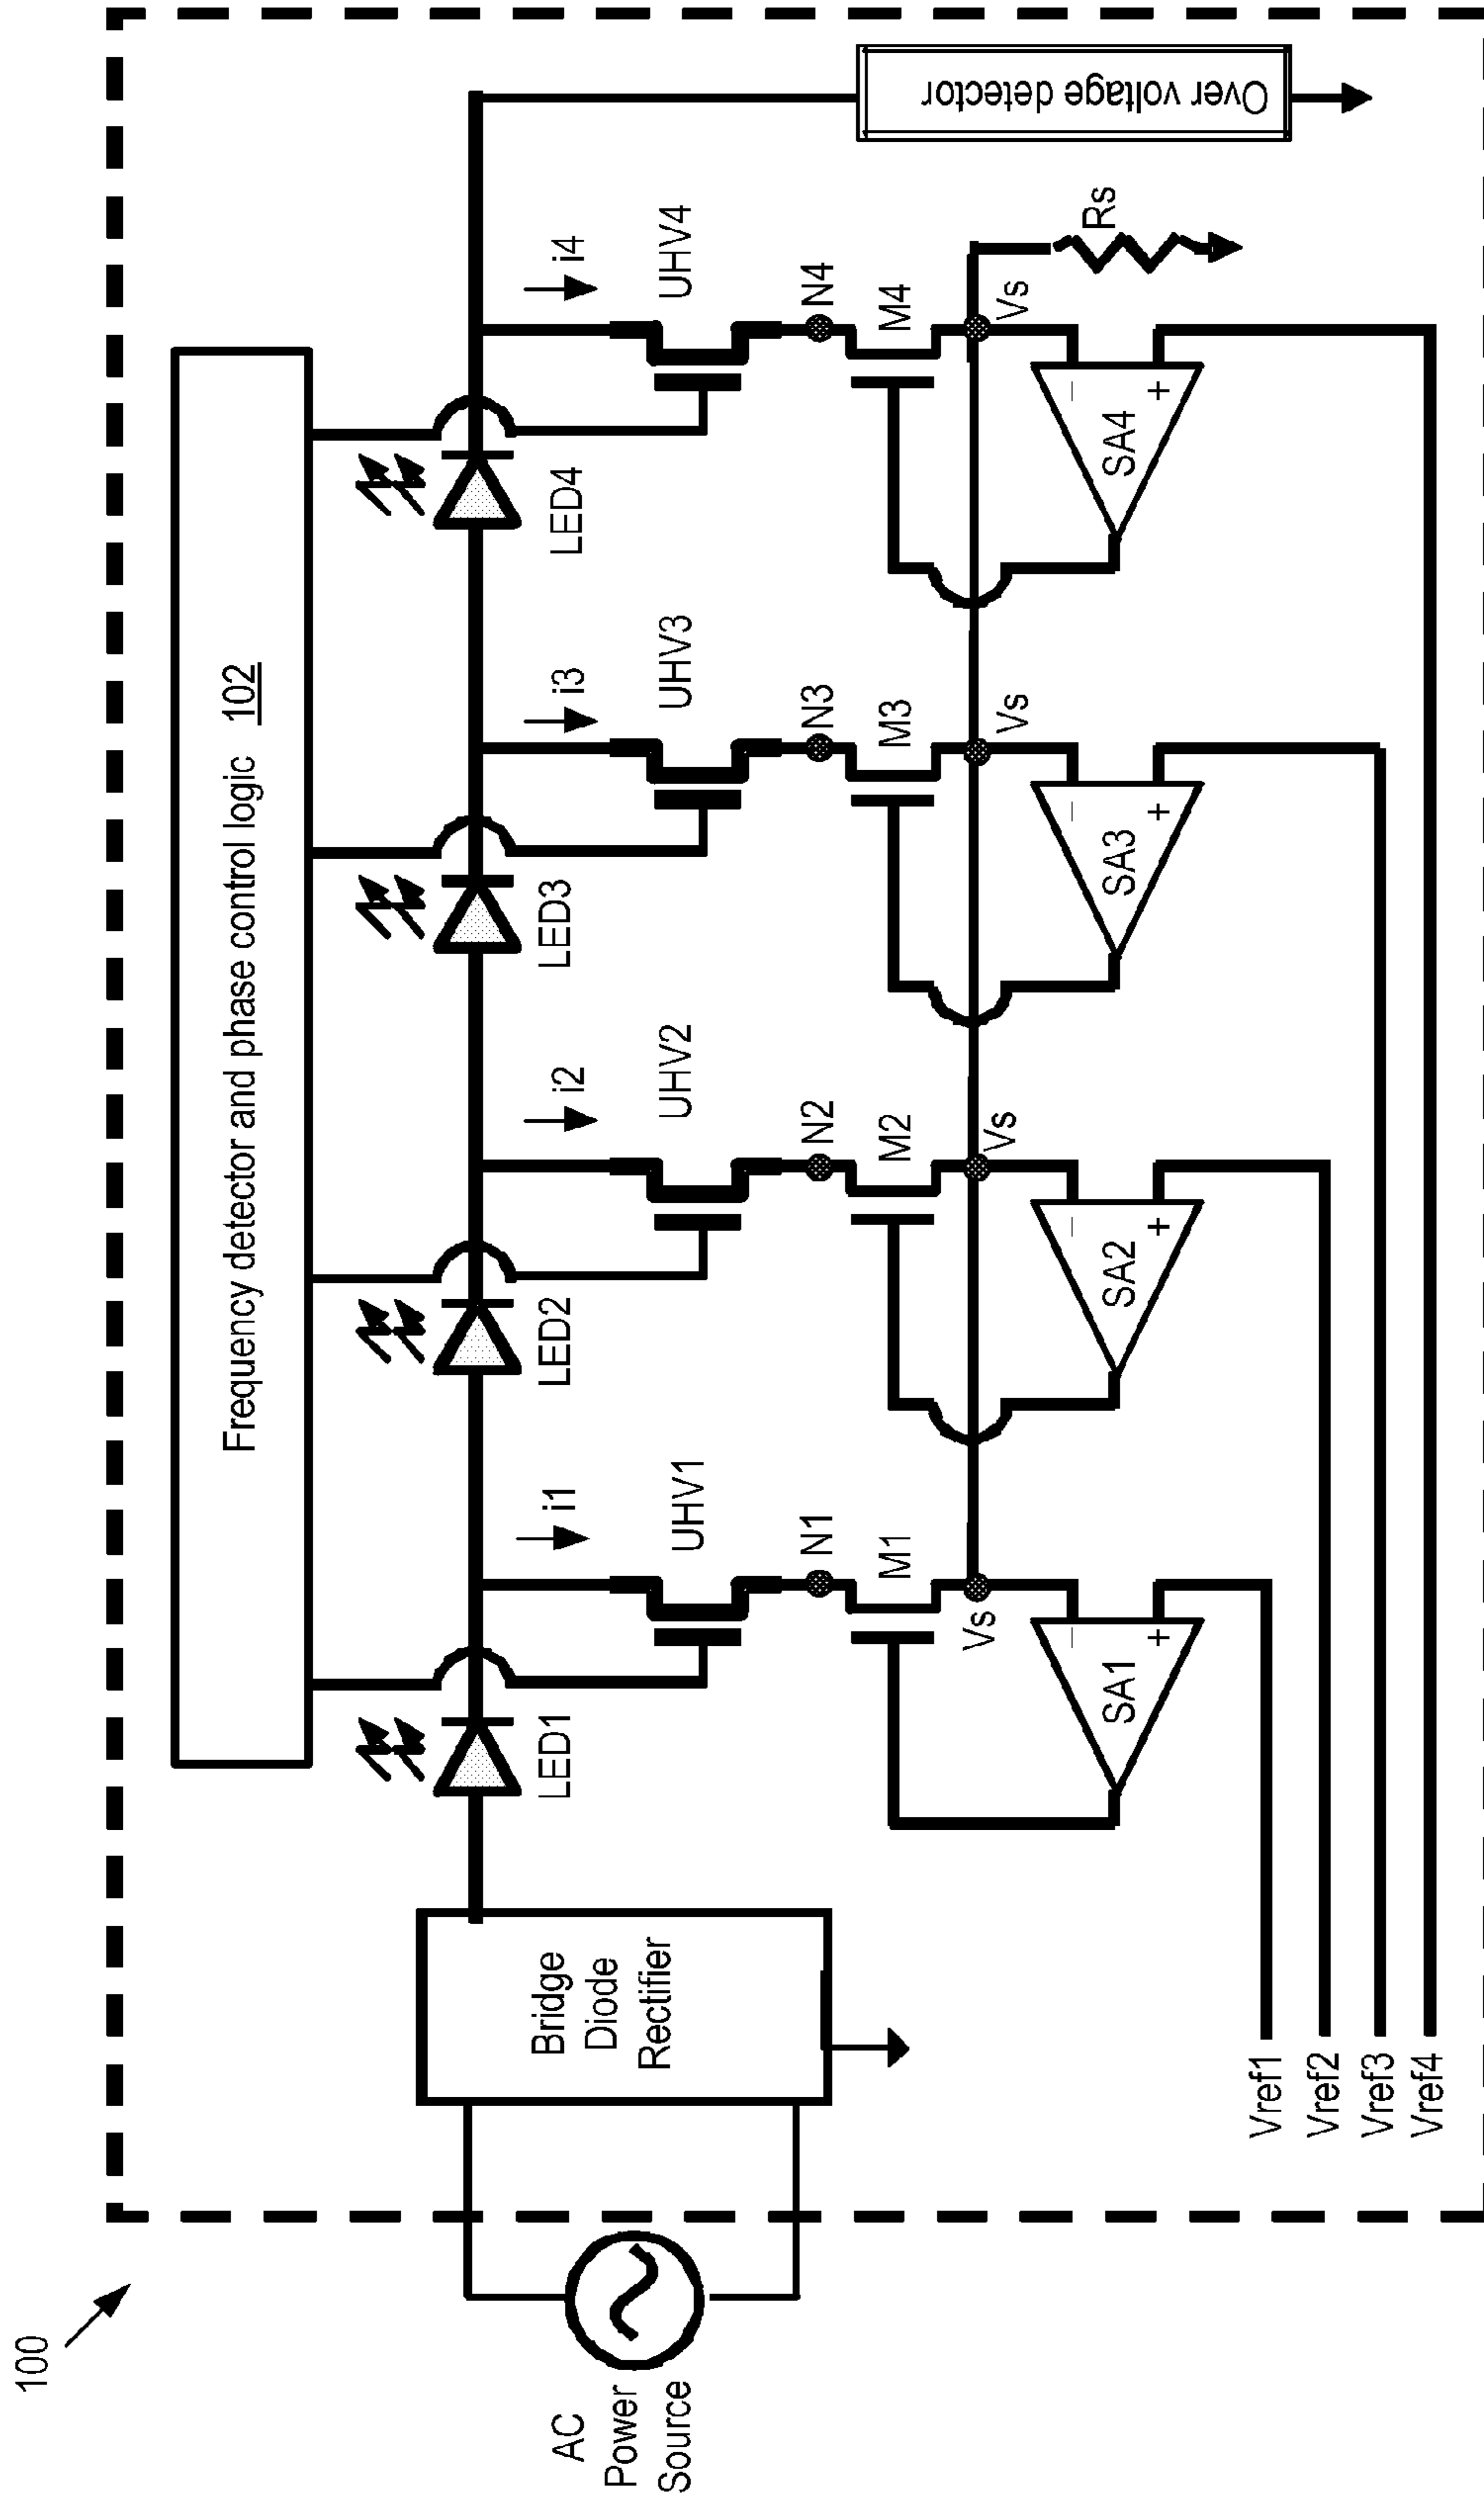 100
Frequency detector and phase control logic 102
AC
Power
Source
Bridge
Diode
Rectifier
LED1
LED2
LED3
LED4
i1
i2
i3
i4
UHV1
UHV2
UHV3
UHV4
N1
N2
N3
N4
M1
M2
M3
M4
Vs
Vs
Vs
Vs
Rs
Over voltage detector
−
+
SA1
−
+
SA2
−
+
SA3
−
+
SA4
Vref1
Vref2
Vref3
Vref4